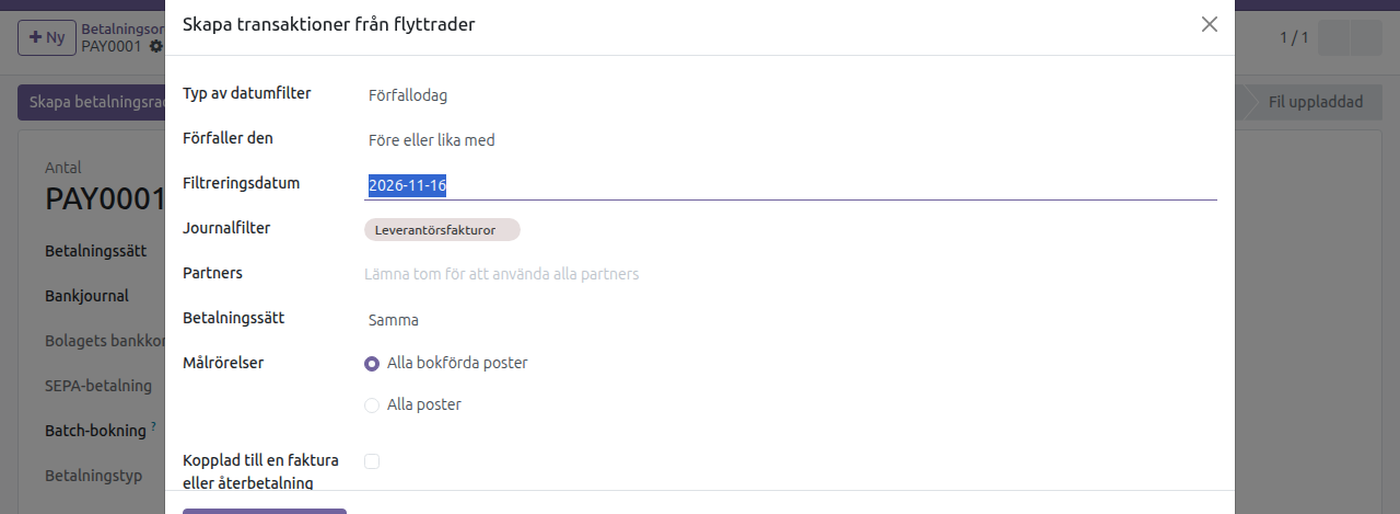 Skapa transaktioner från flyttrader
Ny
Betalningsor
PAY0001
1 / 1
Skapa betalningsrad
Fil uppladdad
Typ av datumfilter
Förfallodag
Förfaller den
Före eller lika med
Filtreringsdatum
2026-11-16
Journalfilter
Leverantörsfakturor
Partners
Lämna tom för att använda alla partners
Betalningssätt
Samma
Målrörelser
Alla bokförda poster
Alla poster
Kopplad till en faktura
eller återbetalning
Antal
PAY0001
Betalningssätt
Bankjournal
Bolagets bankkon
SEPA-betalning
Batch-bokning ?
Betalningstyp